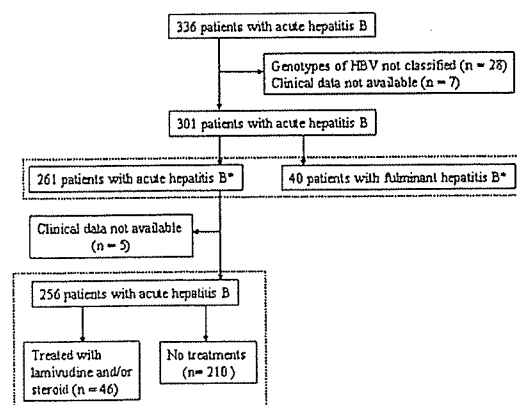 336 patients with acute hepatitis B
Genotypes of HBV not classified (n = 28)
Clinical data not available (n = 7)
301 patients with acute hepatitis B
261 patients with acute hepatitis B*
40 patients with fulminant hepatitis B*
Clinical data not available
(n = 5)
256 patients with acute hepatitis B
Treated with
lamivudine and/or
steroid (n = 46)
No treatments
(n= 210 )